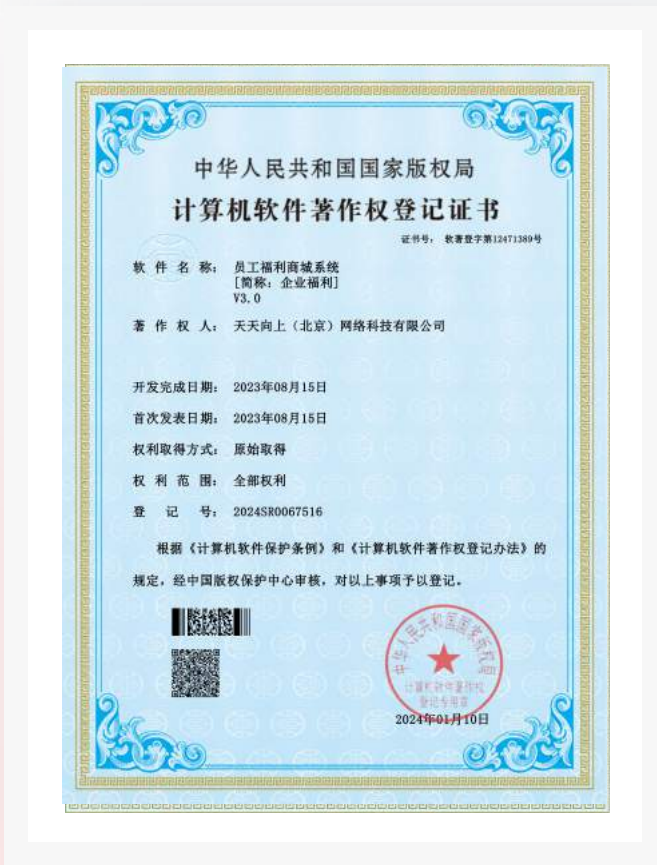 中华人民共和国国家版权局
计算机软件著作权登记证书
证书号： 软著登字第12471389号
软 件 名 称： 员工福利商城系统
[简称：企业福利]
V3.0
著 作 权 人： 天天向上（北京）网络科技有限公司
开发完成日期： 2023年08月15日
首次发表日期： 2023年08月15日
权利取得方式： 原始取得
权 利 范 围： 全部权利
登 记 号： 2024SR0067516
根据《计算机软件保护条例》和《计算机软件著作权登记办法》的
规定，经中国版权保护中心审核，对以上事项予以登记。
中华人民共和国国家版权局
计算机软件著作权
登记专用章
2024年01月10日